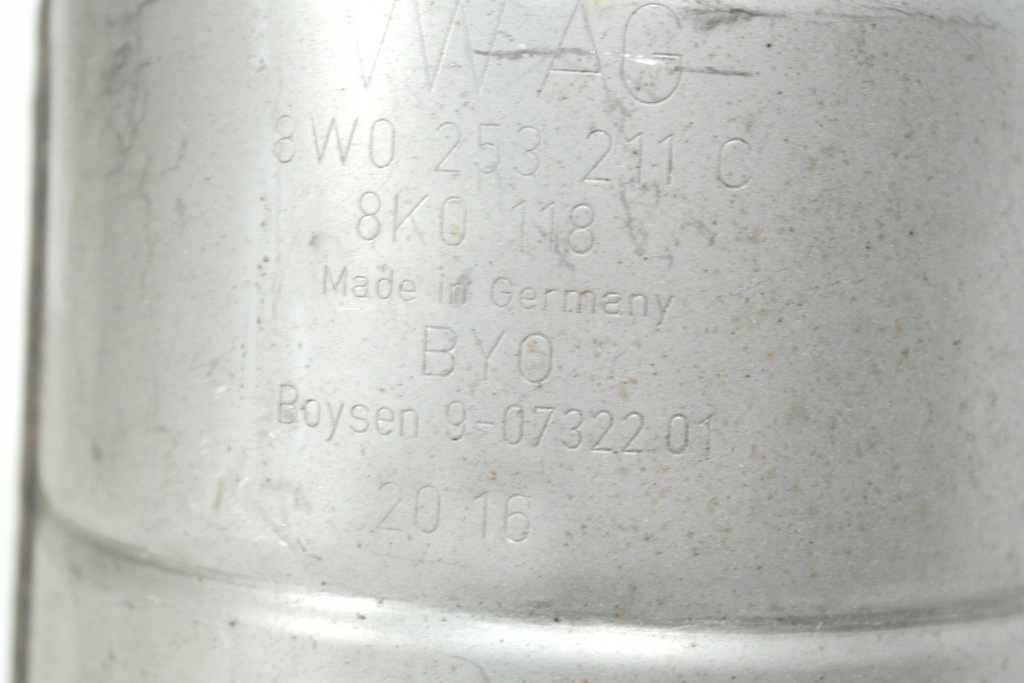 VW AG
8W0 253 211 C
8K0 118
Made in Germany
BYO
Boysen 9-07322 01
20 16